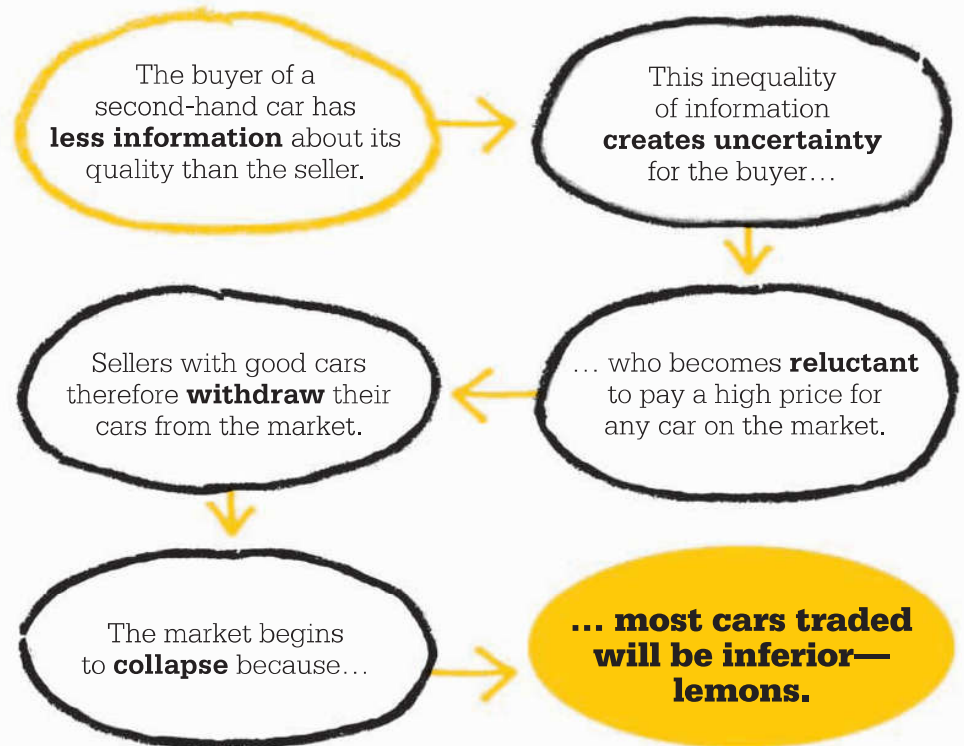 The buyer of a
second-hand car has
less information about its
quality than the seller.
This inequality
of information
creates uncertainty
for the buyer…
… who becomes reluctant
to pay a high price for
any car on the market.
Sellers with good cars
therefore withdraw their
cars from the market.
The market begins
to collapse because…
… most cars traded
will be inferior—
lemons.